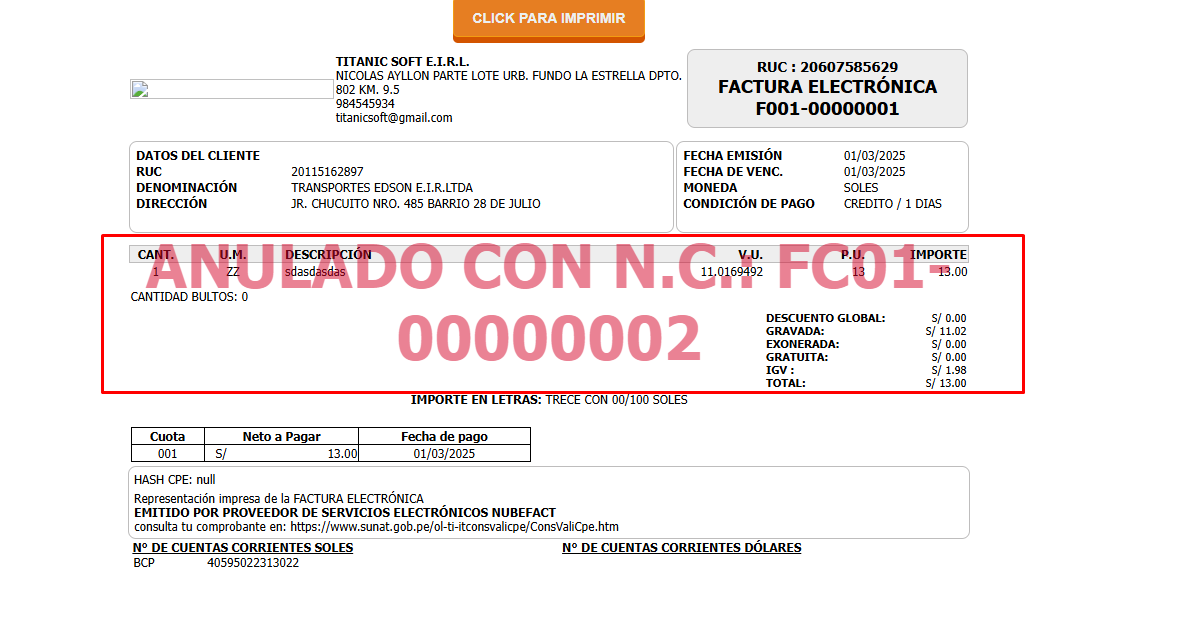 CLICK PARA IMPRIMIR
TITANIC SOFT E.I.R.L.
NICOLAS AYLLON PARTE LOTE URB. FUNDO LA ESTRELLA DPTO.
802 KM. 9.5
984545934
titanicsoft@gmail.com
RUC : 20607585629
FACTURA ELECTRÓNICA
F001-00000001
DATOS DEL CLIENTE
RUC 20115162897
DENOMINACIÓN TRANSPORTES EDSON E.I.R.LTDA
DIRECCIÓN JR. CHUCUITO NRO. 485 BARRIO 28 DE JULIO
FECHA EMISIÓN 01/03/2025
FECHA DE VENC. 01/03/2025
MONEDA SOLES
CONDICIÓN DE PAGO CREDITO / 1 DIAS
CANT. U.M. DESCRIPCIÓN V.U. P.U. IMPORTE
1 ZZ sdasdasdas 11.0169492 13 13.00
ANULADO CON N.C.: FC01-
00000002
CANTIDAD BULTOS: 0
DESCUENTO GLOBAL: S/ 0.00
GRAVADA: S/ 11.02
EXONERADA: S/ 0.00
GRATUITA: S/ 0.00
IGV : S/ 1.98
TOTAL: S/ 13.00
IMPORTE EN LETRAS: TRECE CON 00/100 SOLES
Cuota Neto a Pagar Fecha de pago
001 S/ 13.00 01/03/2025
HASH CPE: null
Representación impresa de la FACTURA ELECTRÓNICA
EMITIDO POR PROVEEDOR DE SERVICIOS ELECTRÓNICOS NUBEFACT
consulta tu comprobante en: https://www.sunat.gob.pe/ol-ti-itconsvalicpe/ConsValiCpe.htm
Nº DE CUENTAS CORRIENTES SOLES Nº DE CUENTAS CORRIENTES DÓLARES
BCP 40595022313022